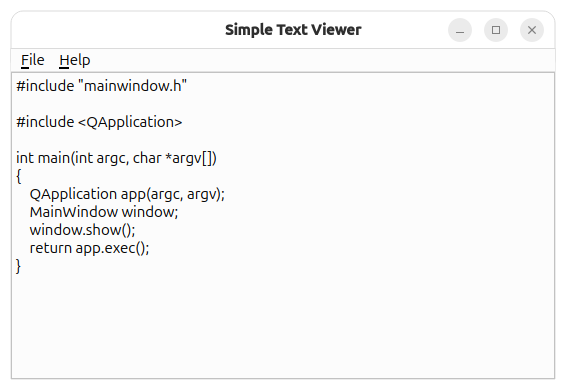 Simple Text Viewer
File Help
#include "mainwindow.h"
#include <QApplication>
int main(int argc, char *argv[])
{
    QApplication app(argc, argv);
    MainWindow window;
    window.show();
    return app.exec();
}